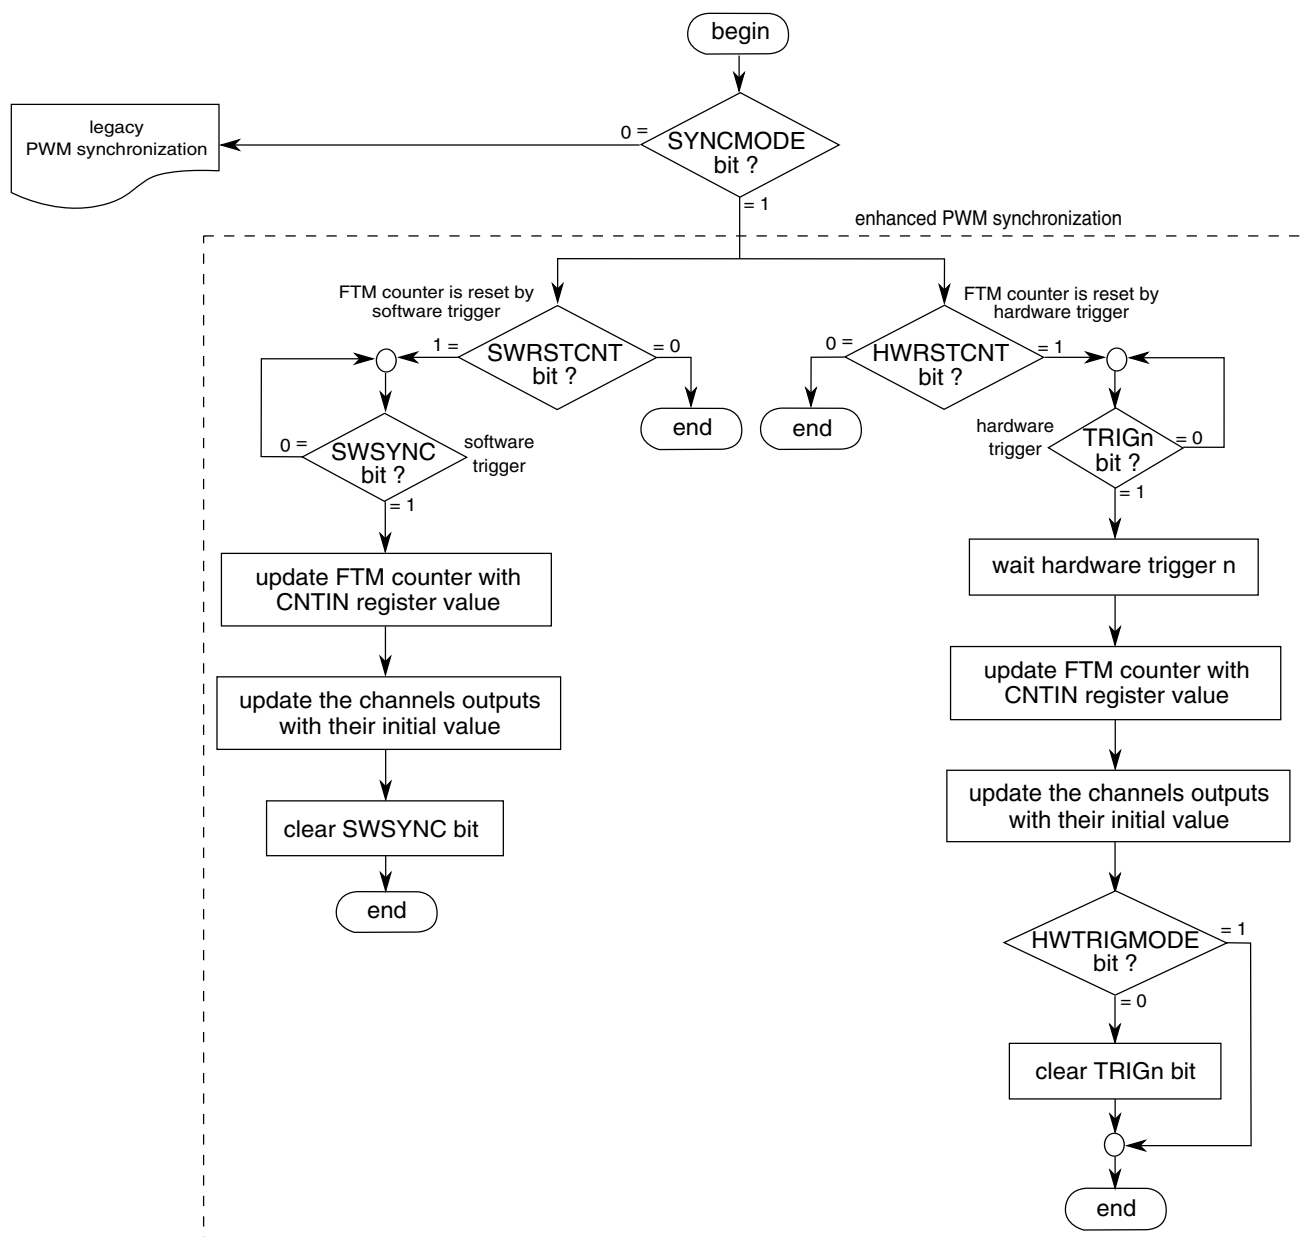 begin
legacy
PWM synchronization
0 =
SYNCMODE
bit ?
= 1
enhanced PWM synchronization
FTM counter is reset by
software trigger
1 =
SWRSTCNT
bit ?
= 0
end
FTM counter is reset by
hardware trigger
0 =
HWRSTCNT
bit ?
= 1
end
0 =
SWSYNC
bit ?
software
trigger
= 1
hardware
trigger
TRIGn
bit ?
= 0
= 1
update FTM counter with
CNTIN register value
update the channels outputs
with their initial value
clear SWSYNC bit
end
wait hardware trigger n
update FTM counter with
CNTIN register value
update the channels outputs
with their initial value
HWTRIGMODE
bit ?
= 1
= 0
clear TRIGn bit
end